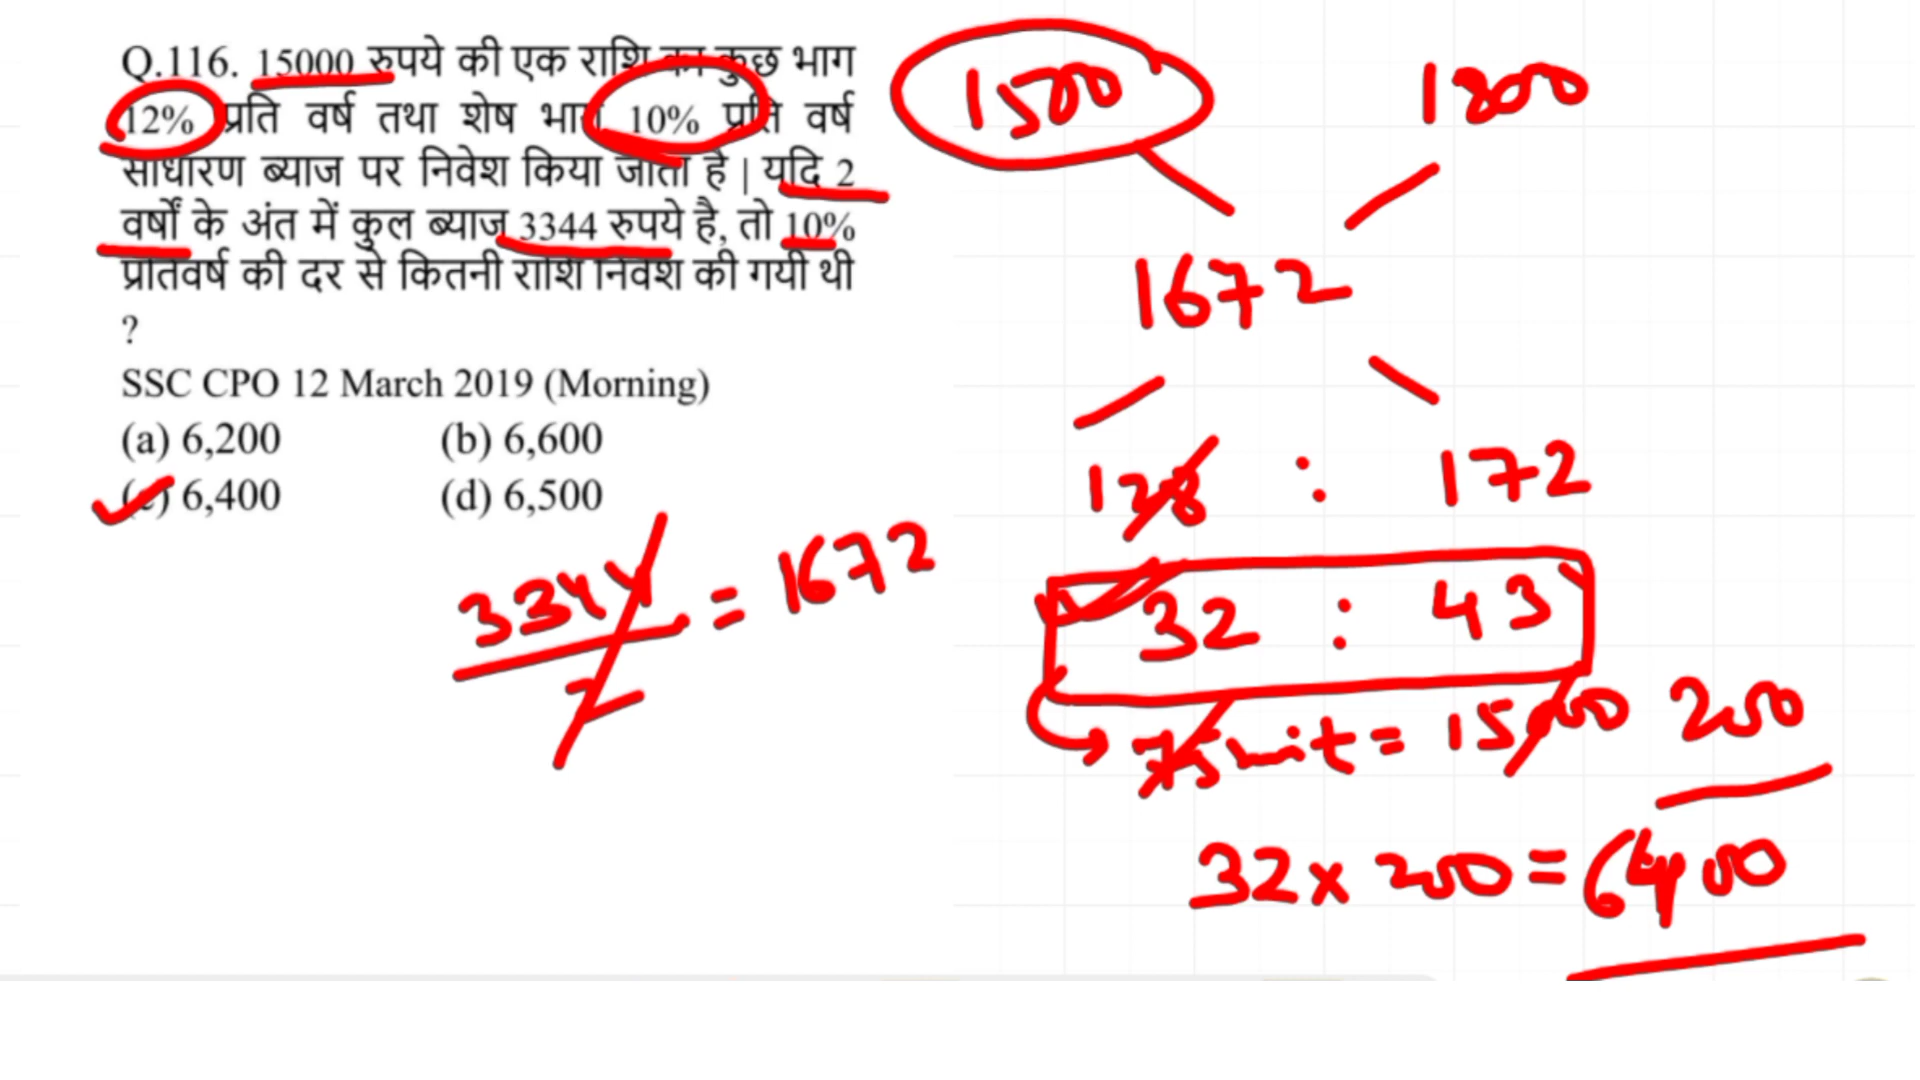 Q.116. 15000 रुपये की एक राशि का कुछ भाग
12% प्रति वर्ष तथा शेष भाग 10% प्रति वर्ष
साधारण ब्याज पर निवेश किया जाता है | यदि 2
वर्षों के अंत में कुल ब्याज 3344 रुपये है, तो 10%
प्रतिवर्ष की दर से कितनी राशि निवेश की गयी थी
?
SSC CPO 12 March 2019 (Morning)
(a) 6,200 (b) 6,600
(c) 6,400 (d) 6,500
3344/2 = 1672
1500 1800
1672
128 : 172
32 : 43
75 unit = 15000 200
32 x 200 = 6400